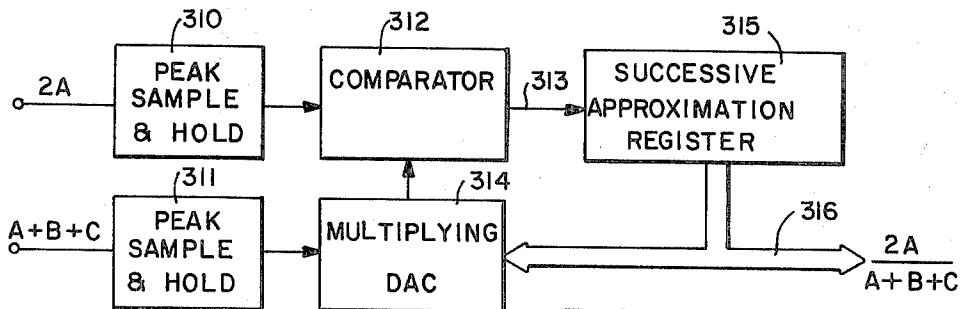 310
312
315
2A
PEAK
SAMPLE
& HOLD
COMPARATOR
313
SUCCESSIVE
APPROXIMATION
REGISTER
311
314
316
A+B+C
PEAK
SAMPLE
& HOLD
MULTIPLYING
DAC
2A
A+B+C